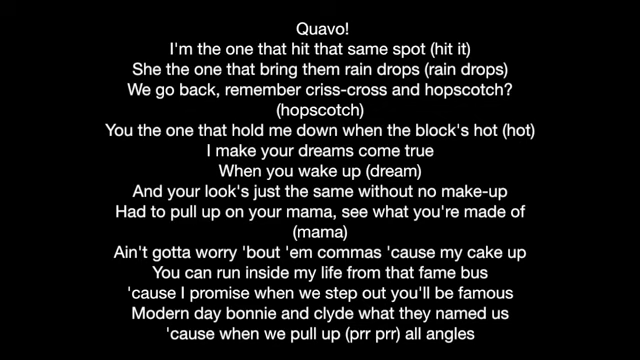 Quavo!
I'm the one that hit that same spot (hit it)
She the one that bring them rain drops (rain drops)
We go back, remember criss-cross and hopscotch?
(hopscotch)
You the one that hold me down when the block's hot (hot)
I make your dreams come true
When you wake up (dream)
And your look's just the same without no make-up
Had to pull up on your mama, see what you're made of
(mama)
Ain't gotta worry 'bout 'em commas 'cause my cake up
You can run inside my life from that fame bus
'cause I promise when we step out you'll be famous
Modern day bonnie and clyde what they named us
'cause when we pull up (prr prr) all angles